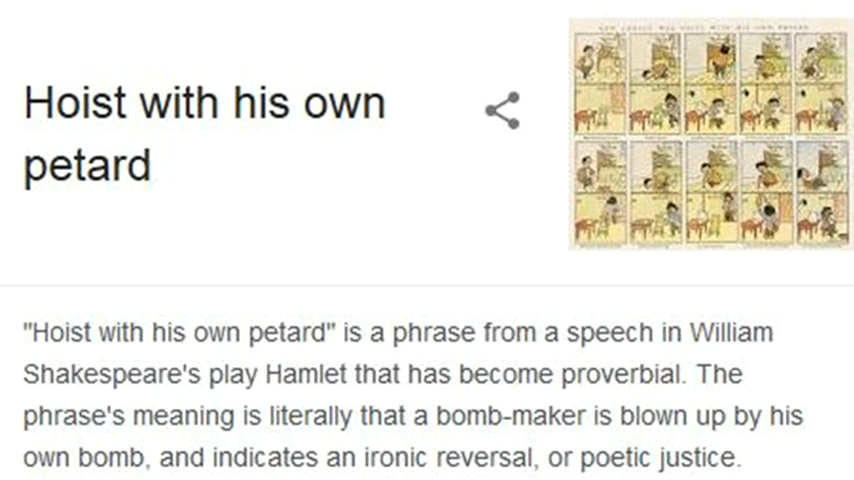 Hoist with his own
petard
"Hoist with his own petard" is a phrase from a speech in William
Shakespeare's play Hamlet that has become proverbial. The
phrase's meaning is literally that a bomb-maker is blown up by his
own bomb, and indicates an ironic reversal, or poetic justice.